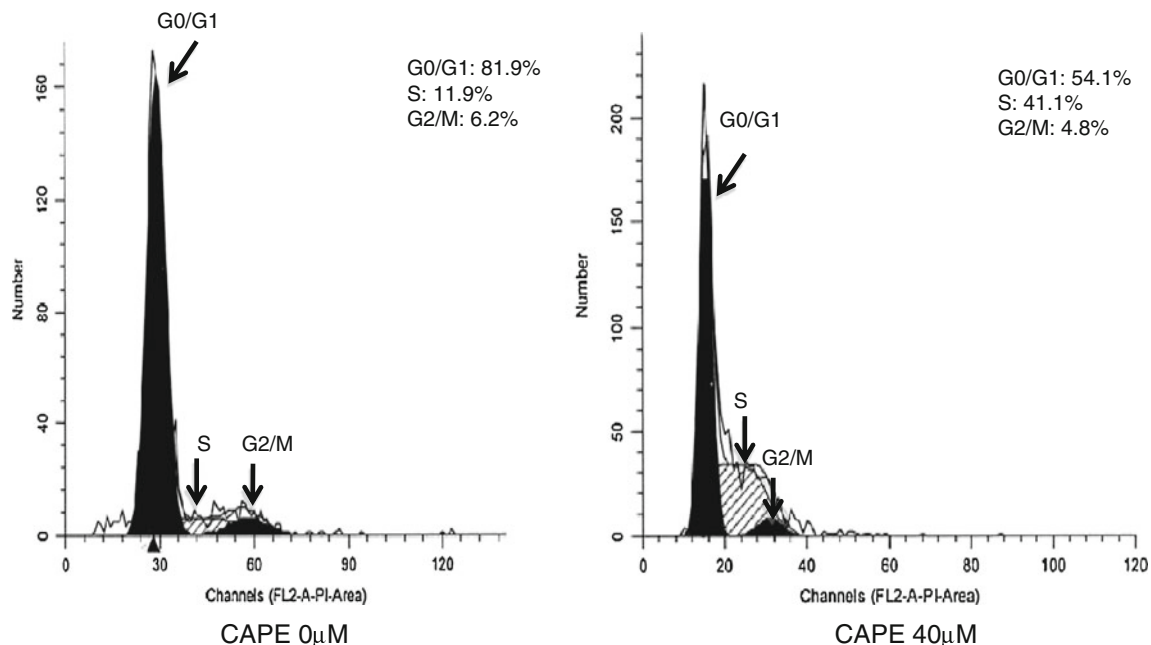 G0/G1
G0/G1: 81.9%
S: 11.9%
G2/M: 6.2%
160
120
80
40
0
Number
S
G2/M
0
30
60
90
120
Channels (FL2-A-PI-Area)
CAPE 0μM
G0/G1: 54.1%
S: 41.1%
G2/M: 4.8%
G0/G1
200
150
100
50
0
Number
S
G2/M
0
20
40
60
80
100
120
Channels (FL2-A-PI-Area)
CAPE 40μM